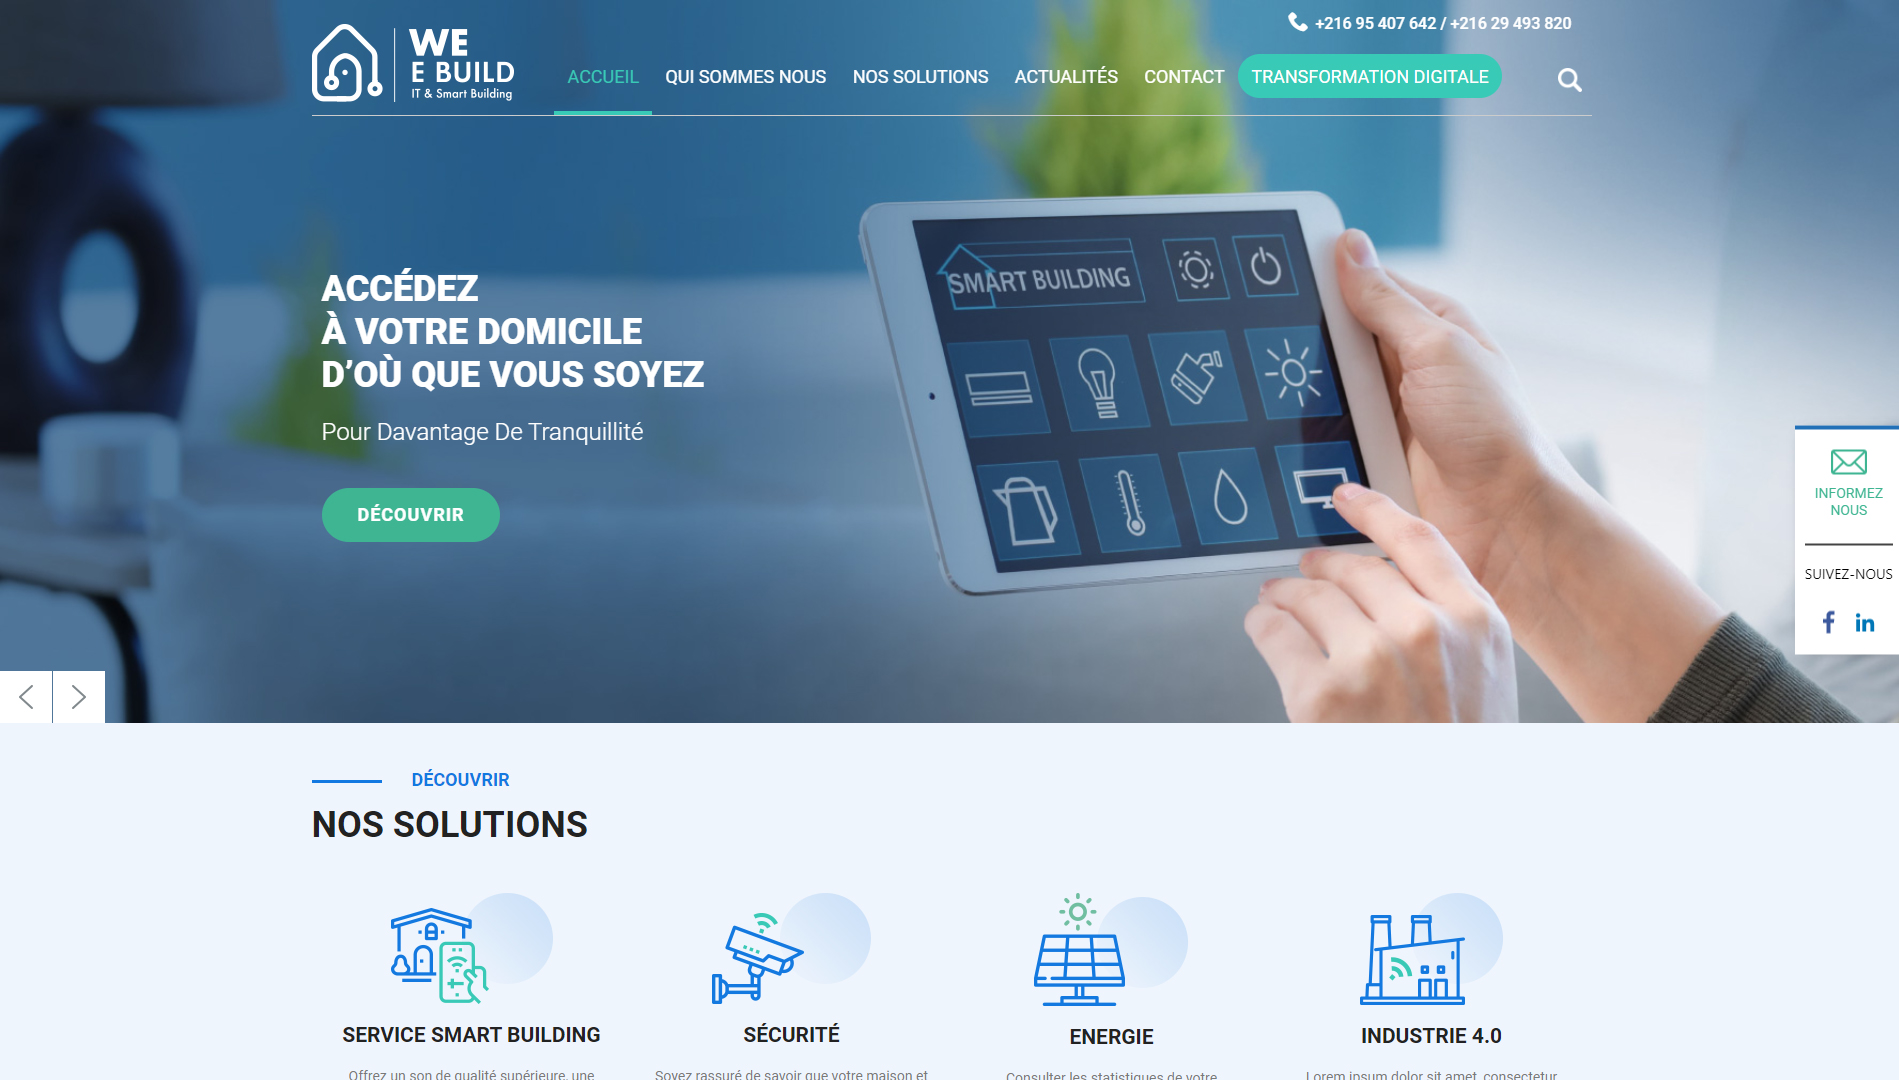 +216 95 407 642 / +216 29 493 820
WE
E BUILD
IT & Smart Building
ACCUEIL
QUI SOMMES NOUS
NOS SOLUTIONS
ACTUALITÉS
CONTACT
TRANSFORMATION DIGITALE
SMART BUILDING
ACCÉDEZ
À VOTRE DOMICILE
D'OÙ QUE VOUS SOYEZ
Pour Davantage De Tranquillité
DÉCOUVRIR
INFORMEZ
NOUS
SUIVEZ-NOUS
DÉCOUVRIR
NOS SOLUTIONS
SERVICE SMART BUILDING
Offrez un son de qualité supérieure, une
SÉCURITÉ
Soyez rassuré de savoir que votre maison et
ENERGIE
Consulter les statistiques de votre
INDUSTRIE 4.0
Lorem ipsum dolor sit amet, consectetur